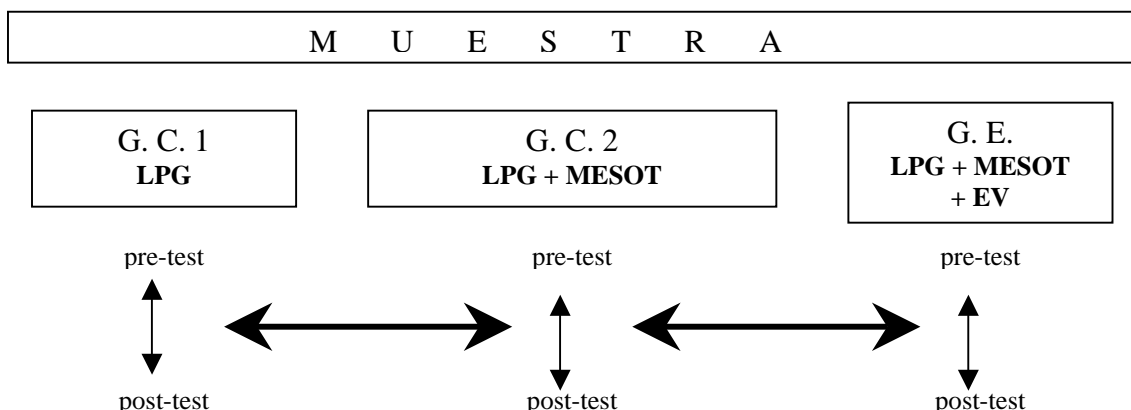 M U E S T R A
G. C. 1
LPG
G. C. 2
LPG + MESOT
G. E.
LPG + MESOT
+ EV
pre-test
pre-test
pre-test
post-test
post-test
post-test